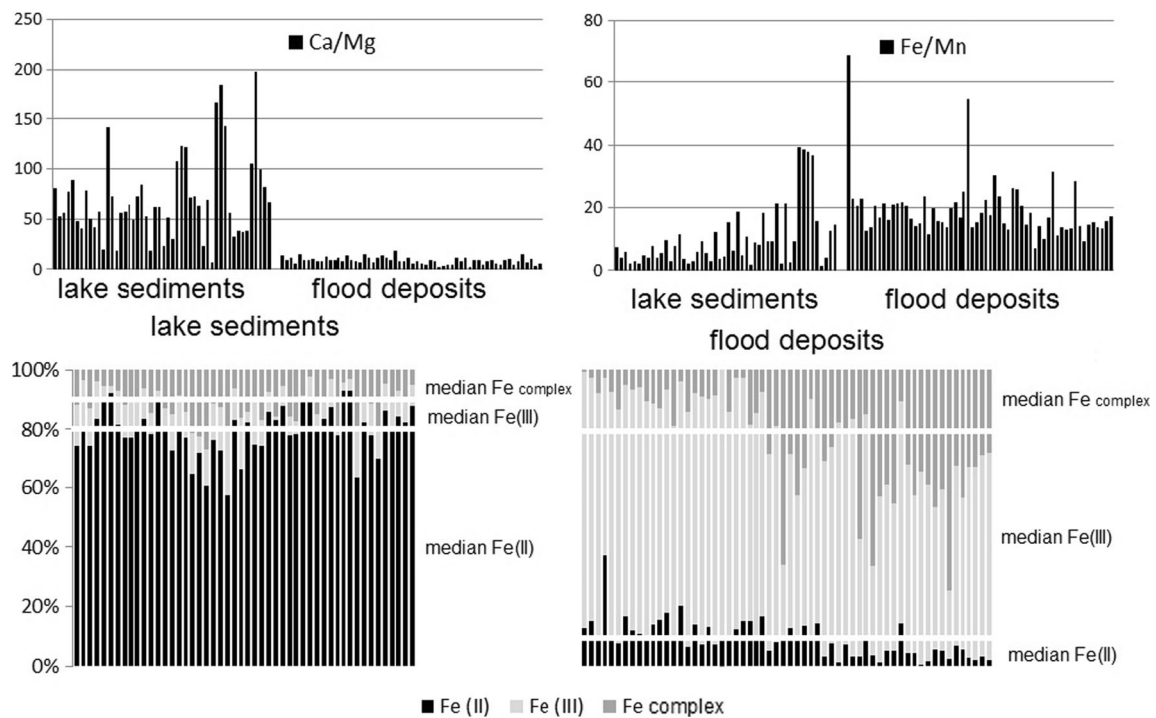 250
200
150
100
50
0
Ca/Mg
lake sediments
flood deposits
80
60
40
20
0
Fe/Mn
lake sediments
flood deposits
lake sediments
100%
80%
60%
40%
20%
0%
median Fe complex
median Fe(III)
median Fe(II)
flood deposits
median Fe complex
median Fe(III)
median Fe(II)
Fe (II) Fe (III) Fe complex